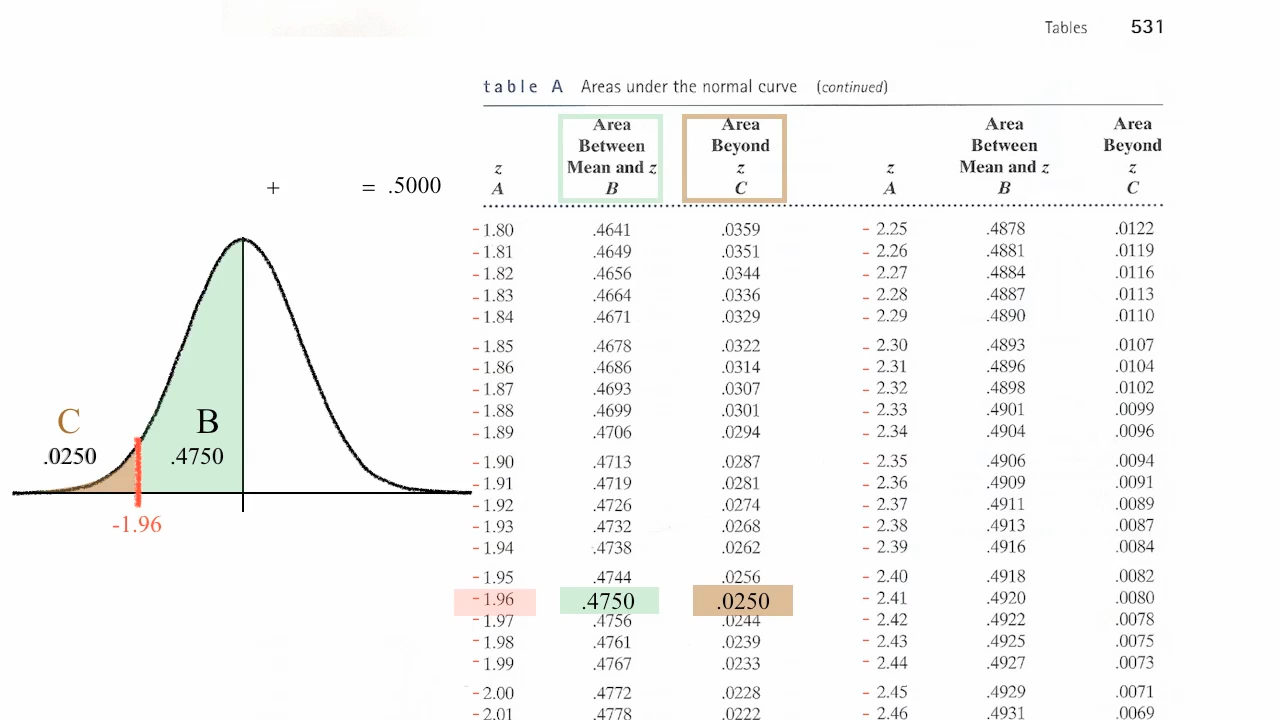 Tables 531
table A Areas under the normal curve (continued)
Area Area Area Area
Between Beyond Between Beyond
Mean and z z Mean and z z
z z
A B C A B C
+ = .5000
- 1.80 .4641 .0359 - 2.25 .4878 .0122
- 1.81 .4649 .0351 - 2.26 .4881 .0119
- 1.82 .4656 .0344 - 2.27 .4884 .0116
- 1.83 .4664 .0336 - 2.28 .4887 .0113
- 1.84 .4671 .0329 - 2.29 .4890 .0110
- 1.85 .4678 .0322 - 2.30 .4893 .0107
- 1.86 .4686 .0314 - 2.31 .4896 .0104
- 1.87 .4693 .0307 - 2.32 .4898 .0102
- 1.88 .4699 .0301 - 2.33 .4901 .0099
- 1.89 .4706 .0294 - 2.34 .4904 .0096
- 1.90 .4713 .0287 - 2.35 .4906 .0094
- 1.91 .4719 .0281 - 2.36 .4909 .0091
- 1.92 .4726 .0274 - 2.37 .4911 .0089
- 1.93 .4732 .0268 - 2.38 .4913 .0087
- 1.94 .4738 .0262 - 2.39 .4916 .0084
- 1.95 .4744 .0256 - 2.40 .4918 .0082
- 1.96 .4750 .0250 - 2.41 .4920 .0080
- 1.97 .4756 .0244 - 2.42 .4922 .0078
- 1.98 .4761 .0239 - 2.43 .4925 .0075
- 1.99 .4767 .0233 - 2.44 .4927 .0073
- 2.00 .4772 .0228 - 2.45 .4929 .0071
- 2.01 .4778 .0222 - 2.46 .4931 .0069
C B
.0250 .4750
-1.96